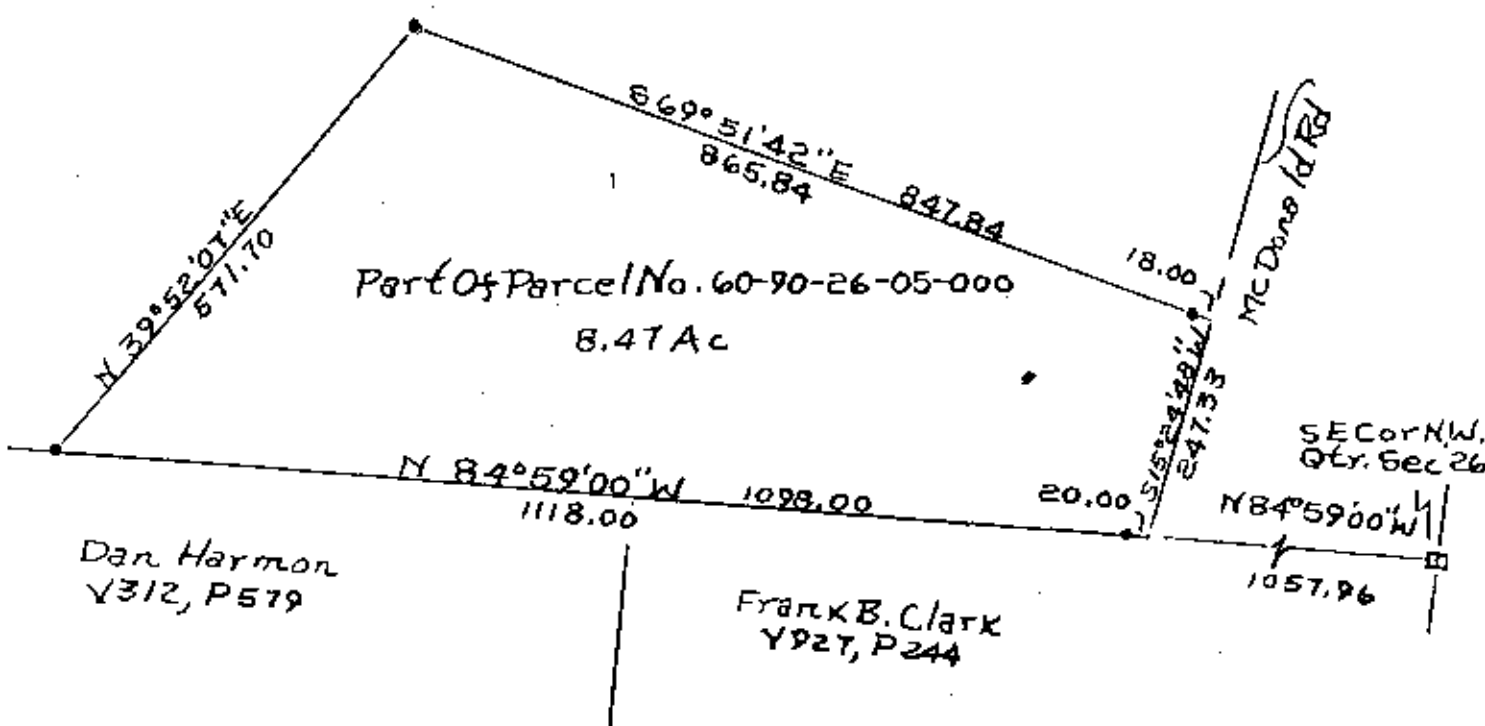 S 69° 51' 42" E
865.84
847.84
18.00
McDonald Rd
N 39° 52' 07" E
571.70
Part Of Parcel No. 60-90-26-05-000
8.47 Ac
S 15° 24' 48" W
247.33
SE Cor N.W.
Qtr. Sec 26
N 84° 59' 00" W
1118.00
1098.00
20.00
N 84° 59' 00" W
1057.96
Dan Harmon
V312, P579
Frank B. Clark
V927, P244